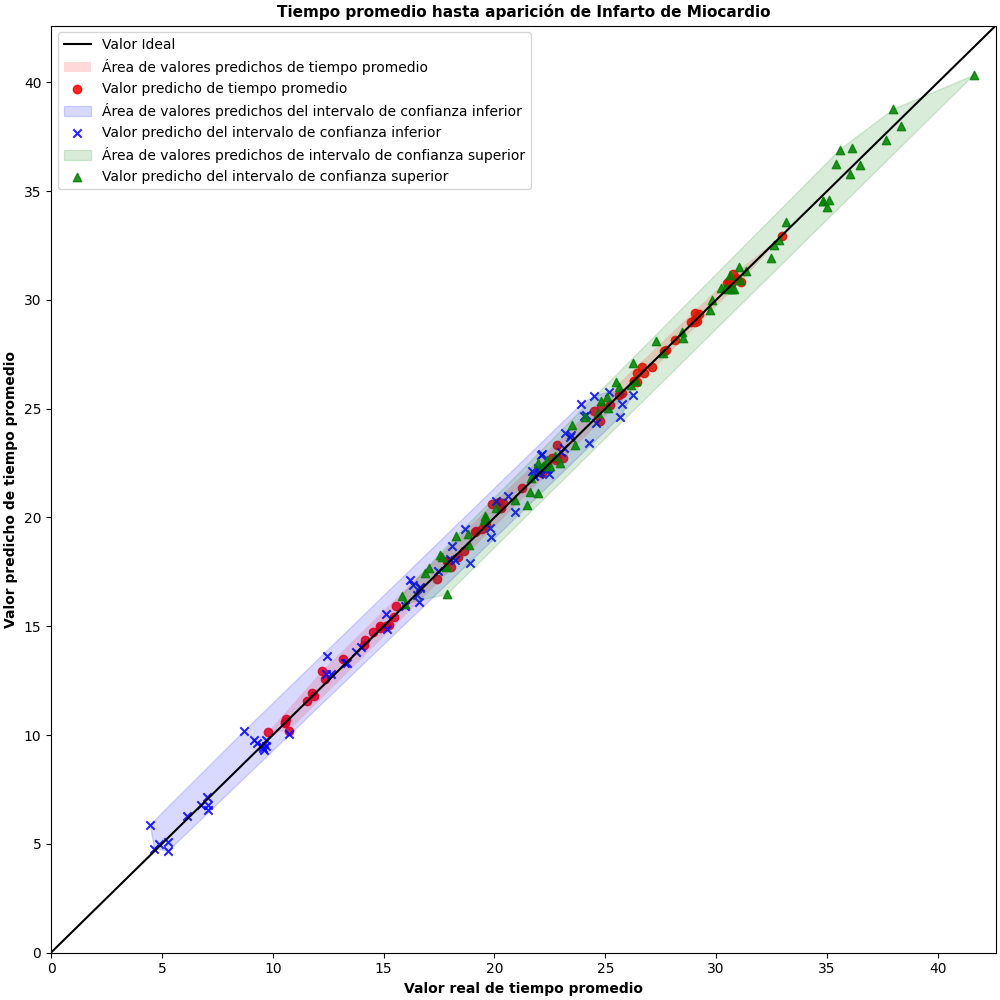 Tiempo promedio hasta aparición de Infarto de Miocardio
Valor Ideal
Área de valores predichos de tiempo promedio
Valor predicho de tiempo promedio
Área de valores predichos del intervalo de confianza inferior
Valor predicho del intervalo de confianza inferior
Área de valores predichos de intervalo de confianza superior
Valor predicho del intervalo de confianza superior
Valor predicho de tiempo promedio
40
35
30
25
20
15
10
5
0
0 5 10 15 20 25 30 35 40
Valor real de tiempo promedio